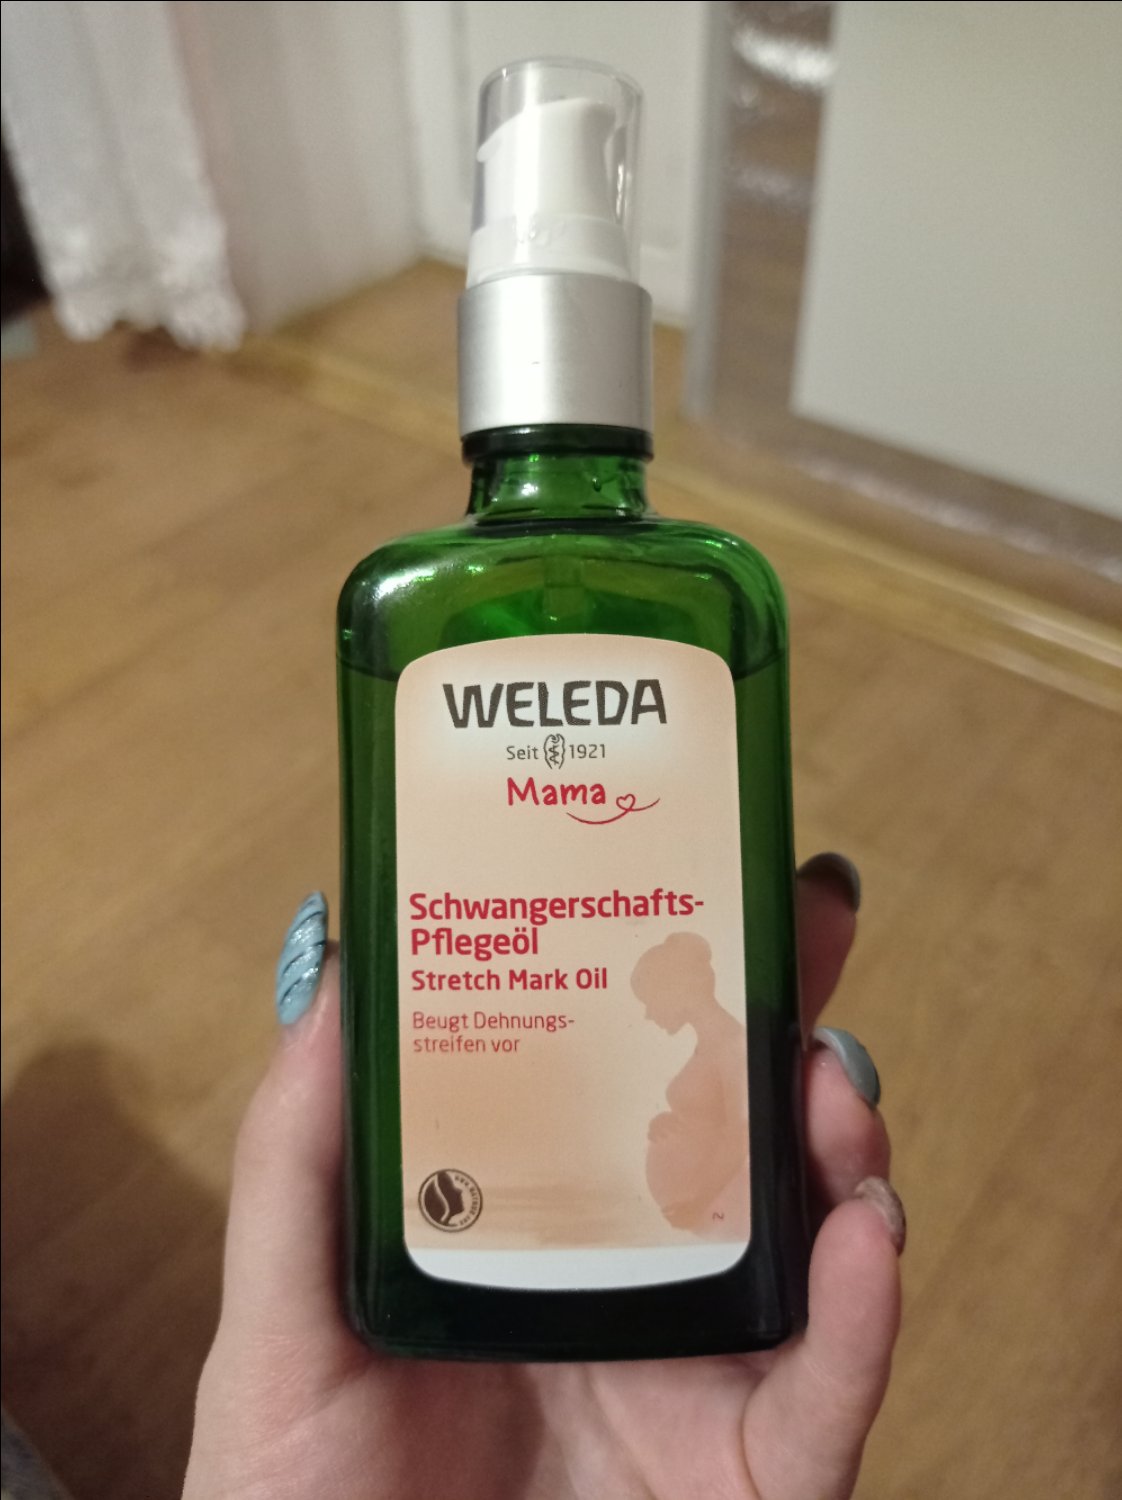 WELEDA
Seit 1921
Mama
Schwangerschafts-
Pflegeöl
Stretch Mark Oil
Beugt Dehnungs-
streifen vor